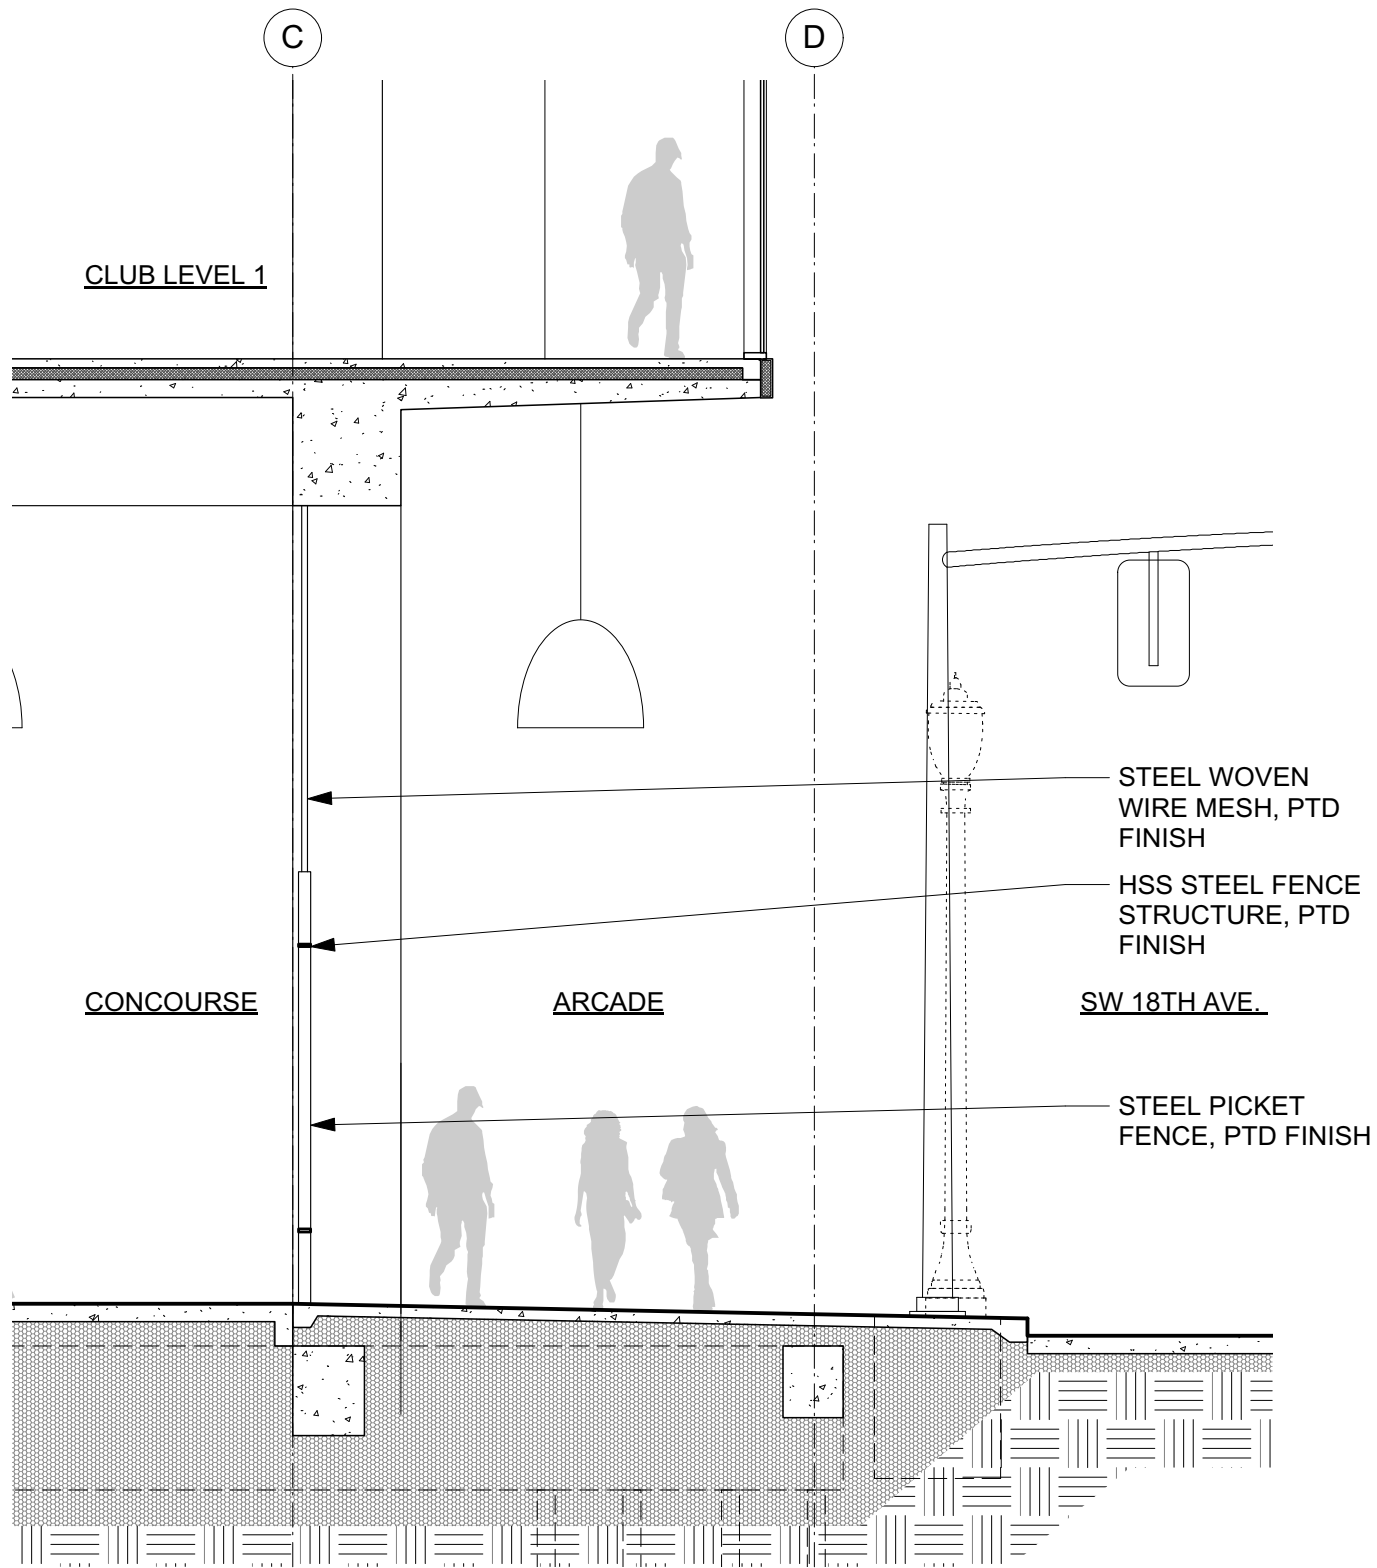 C
D
CLUB LEVEL 1
STEEL WOVEN
WIRE MESH, PTD
FINISH
HSS STEEL FENCE
STRUCTURE, PTD
FINISH
CONCOURSE
ARCADE
SW 18TH AVE.
STEEL PICKET
FENCE, PTD FINISH